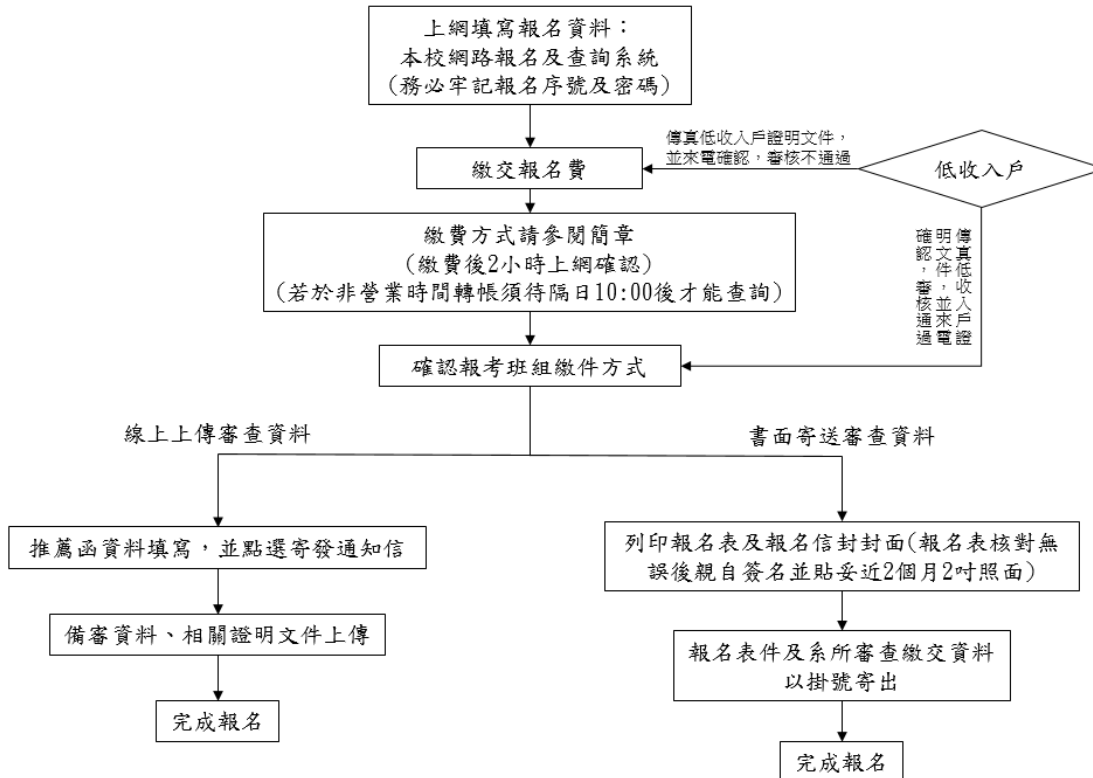 上網填寫報名資料：
本校網路報名及查詢系統
(務必牢記報名序號及密碼)
傳真低收入戶證明文件，
並來電確認，審核不通過
繳交報名費
低收入戶
傳真低收入戶證
明文件，並來電
確認，審核通過
繳費方式請參閱簡章
(繳費後2小時上網確認)
(若於非營業時間轉帳須待隔日10:00後才能查詢)
確認報考班組繳件方式
線上上傳審查資料
書面寄送審查資料
推薦函資料填寫，並點選寄發通知信
列印報名表及報名信封封面(報名表核對無
誤後親自簽名並貼妥近2個月2吋照面)
備審資料、相關證明文件上傳
報名表件及系所審查繳交資料
以掛號寄出
完成報名
完成報名